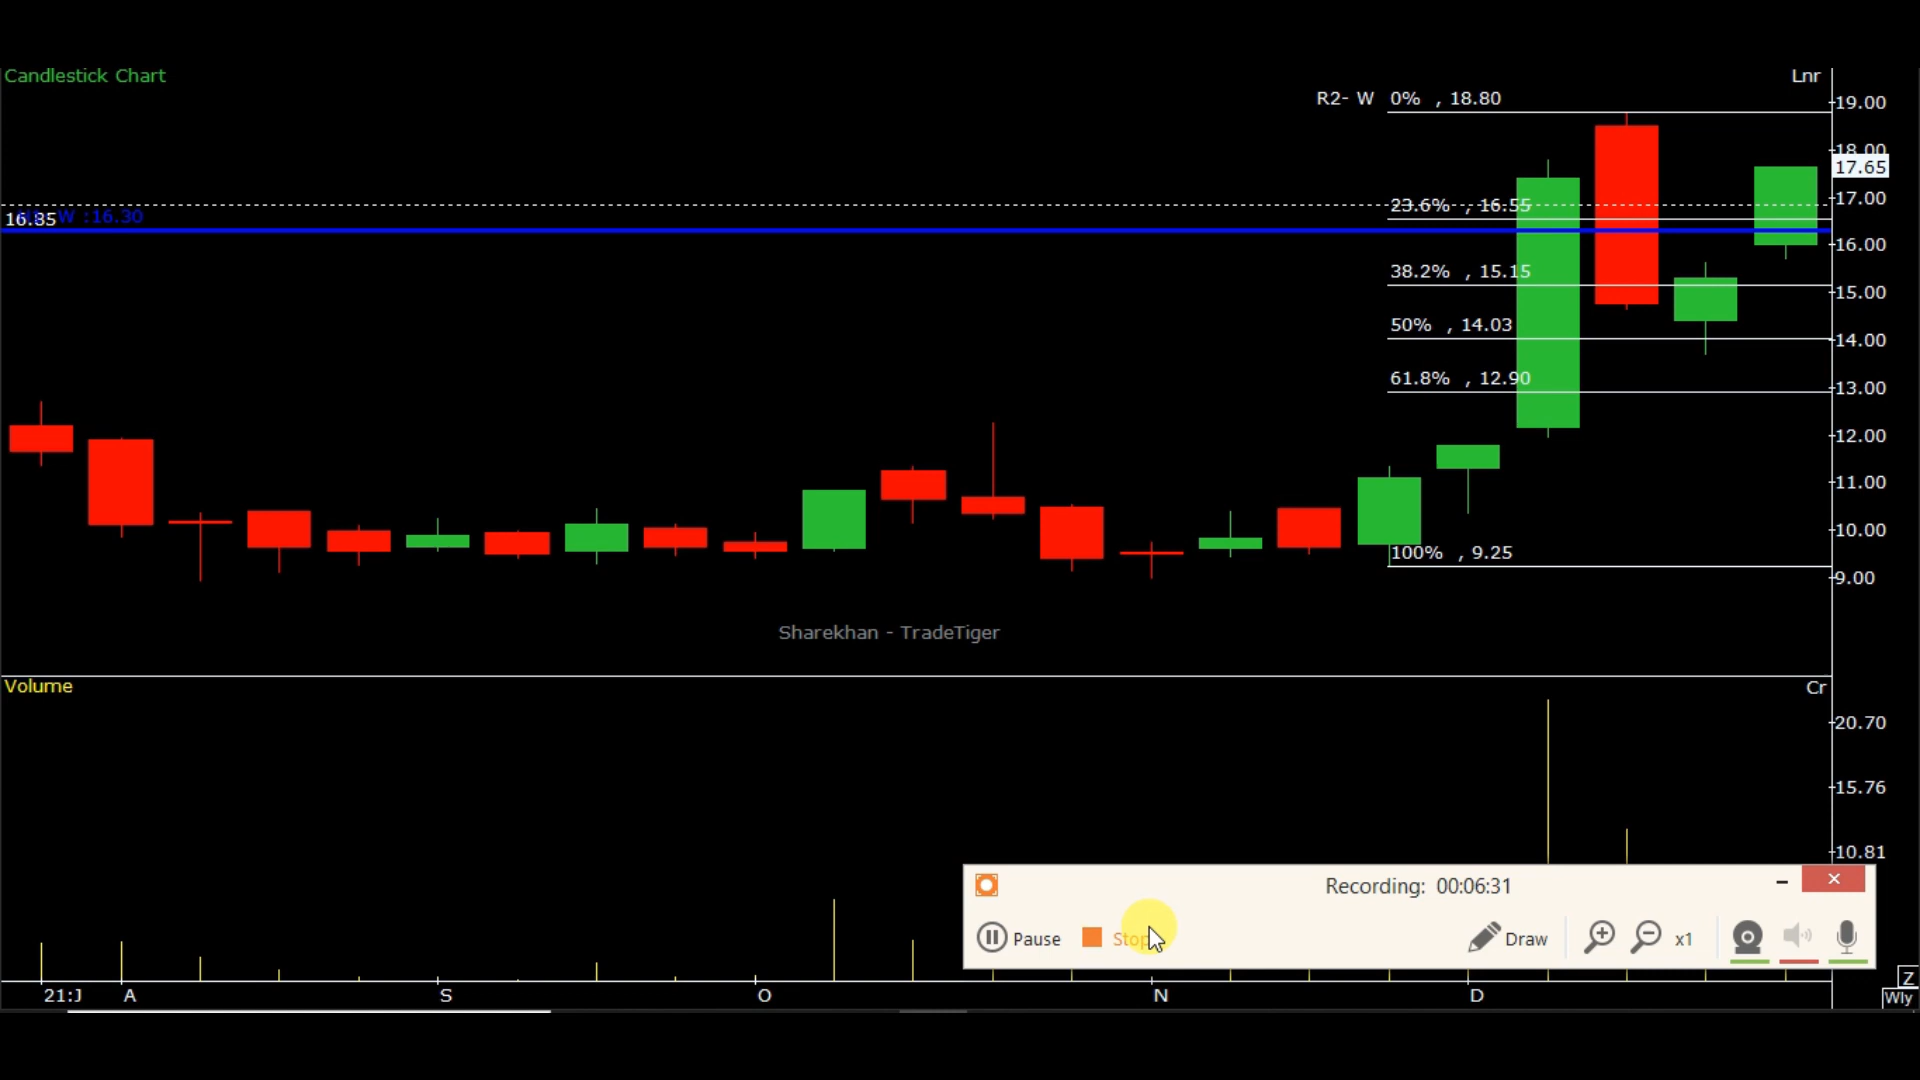 Candlestick Chart
Lnr
R2- W 0% , 18.80
19.00
18.00
17.65
17.00
23.6% , 16.55
16.85
W :16.30
16.00
38.2% , 15.15
15.00
50% , 14.03
14.00
61.8% , 12.90
13.00
12.00
11.00
10.00
100% , 9.25
9.00
Sharekhan - TradeTiger
Volume
Cr
20.70
15.76
10.81
Recording: 00:06:31
Pause
Stop
Draw
x1
21:J A S O N D
Z
Wly